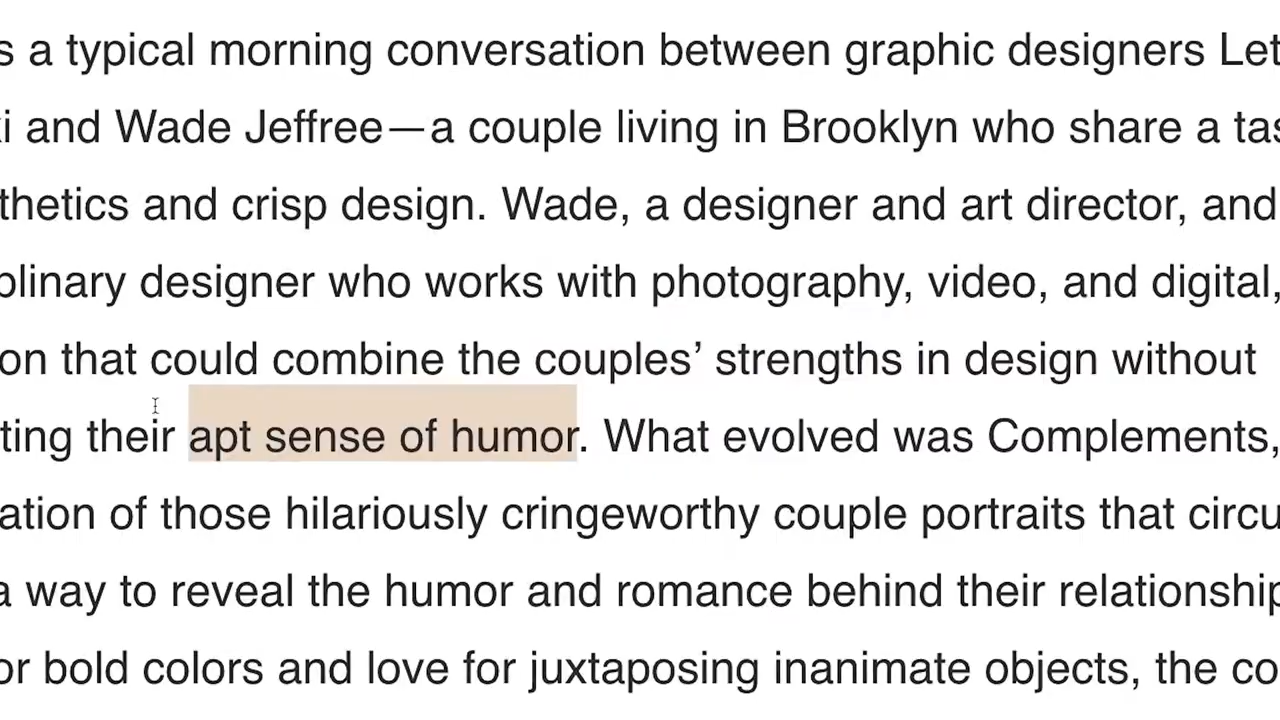 s a typical morning conversation between graphic designers Let
ki and Wade Jeffree—a couple living in Brooklyn who share a tas
thetics and crisp design. Wade, a designer and art director, and
plinary designer who works with photography, video, and digital,
on that could combine the couples’ strengths in design without
ting their apt sense of humor. What evolved was Complements,
ation of those hilariously cringeworthy couple portraits that circu
a way to reveal the humor and romance behind their relationship
or bold colors and love for juxtaposing inanimate objects, the co